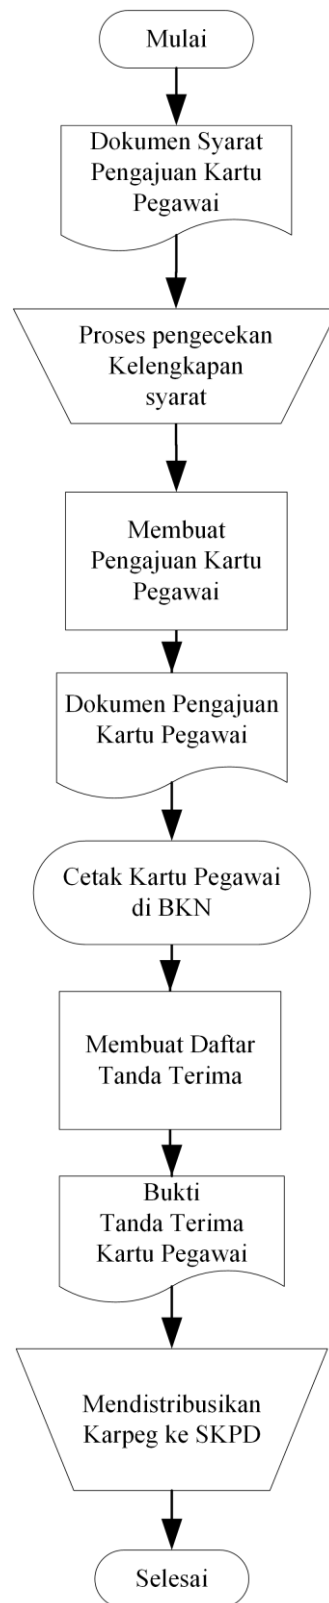 Mulai
Dokumen Syarat
Pengajuan Kartu
Pegawai
Proses pengecekan
Kelengkapan
syarat
Membuat
Pengajuan Kartu
Pegawai
Dokumen Pengajuan
Kartu Pegawai
Cetak Kartu Pegawai
di BKN
Membuat Daftar
Tanda Terima
Bukti
Tanda Terima
Kartu Pegawai
Mendistribusikan
Karpeg ke SKPD
Selesai